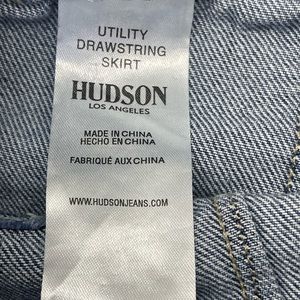 UTILITY
DRAWSTRING
SKIRT
HUDSON
LOS ANGELES
MADE IN CHINA
HECHO EN CHINA
FABRIQUÉ AUX CHINA
WWW.HUDSONJEANS.COM